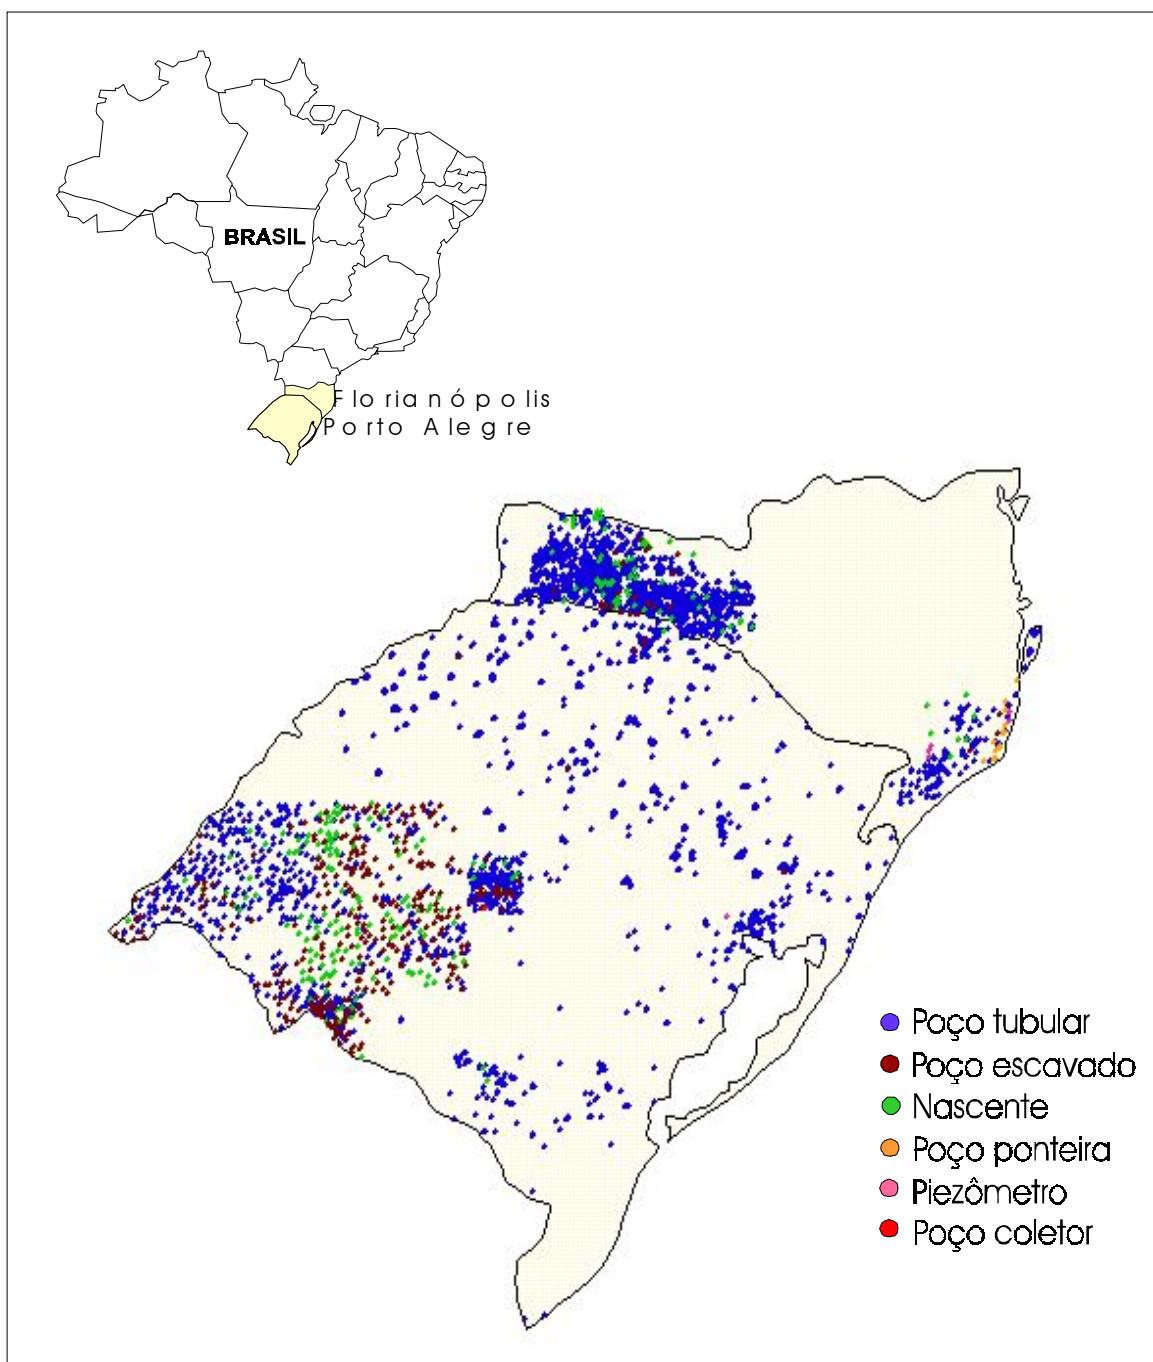 BRASIL
Florianópolis
Porto Alegre
Poço tubular
Poço escavado
Nascente
Poço ponteira
Piezômetro
Poço coletor